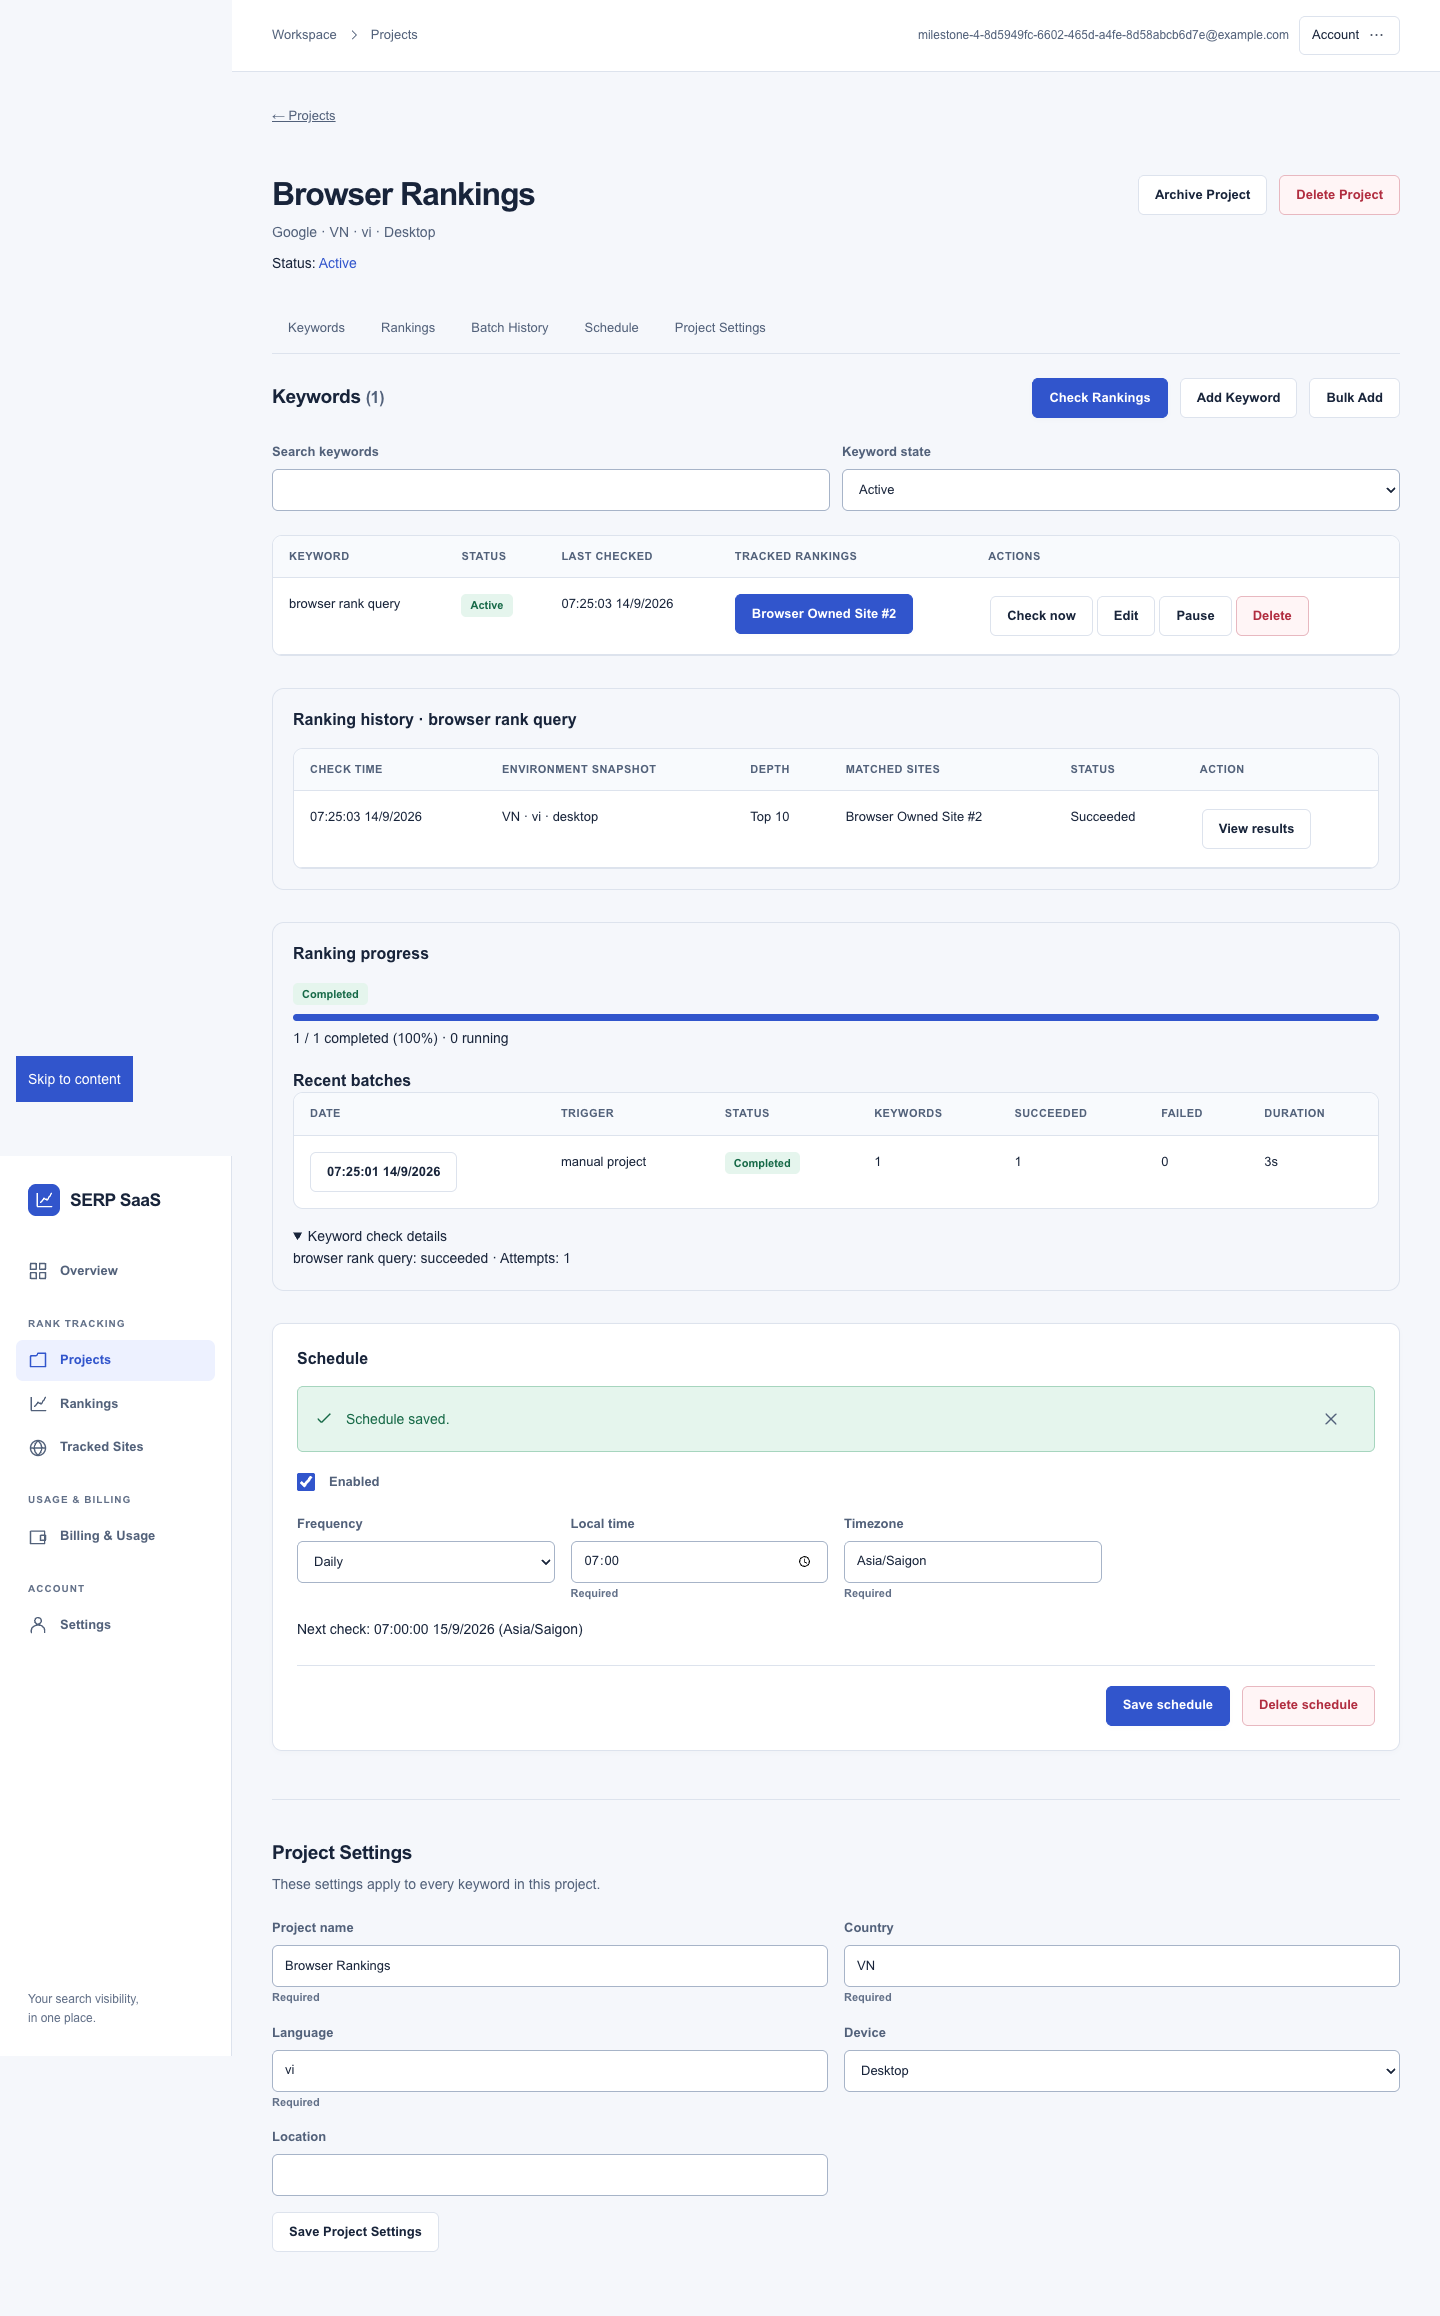 Workspace
Projects
milestone-4-8d5949fc-6602-465d-a4fe-8d58abcb6d7e@example.com
Account ···
← Projects
Browser Rankings
Archive Project
Delete Project
Google · VN · vi · Desktop
Status: Active
Keywords
Rankings
Batch History
Schedule
Project Settings
Keywords (1)
Check Rankings
Add Keyword
Bulk Add
Search keywords
Keyword state
Active
KEYWORD
STATUS
LAST CHECKED
TRACKED RANKINGS
ACTIONS
browser rank query
Active
07:25:03 14/9/2026
Browser Owned Site #2
Check now
Edit
Pause
Delete
Ranking history · browser rank query
CHECK TIME
ENVIRONMENT SNAPSHOT
DEPTH
MATCHED SITES
STATUS
ACTION
07:25:03 14/9/2026
VN · vi · desktop
Top 10
Browser Owned Site #2
Succeeded
View results
Ranking progress
Completed
1 / 1 completed (100%) · 0 running
Recent batches
DATE
TRIGGER
STATUS
KEYWORDS
SUCCEEDED
FAILED
DURATION
07:25:01 14/9/2026
manual project
Completed
1
1
0
3s
▼ Keyword check details
browser rank query: succeeded · Attempts: 1
Schedule
Schedule saved.
Enabled
Frequency
Local time
Timezone
Daily
07:00
Asia/Saigon
Required
Required
Next check: 07:00:00 15/9/2026 (Asia/Saigon)
Save schedule
Delete schedule
Project Settings
These settings apply to every keyword in this project.
Project name
Country
Browser Rankings
VN
Required
Required
Language
Device
vi
Desktop
Required
Location
Save Project Settings
Skip to content
SERP SaaS
Overview
RANK TRACKING
Projects
Rankings
Tracked Sites
USAGE & BILLING
Billing & Usage
ACCOUNT
Settings
Your search visibility,
in one place.